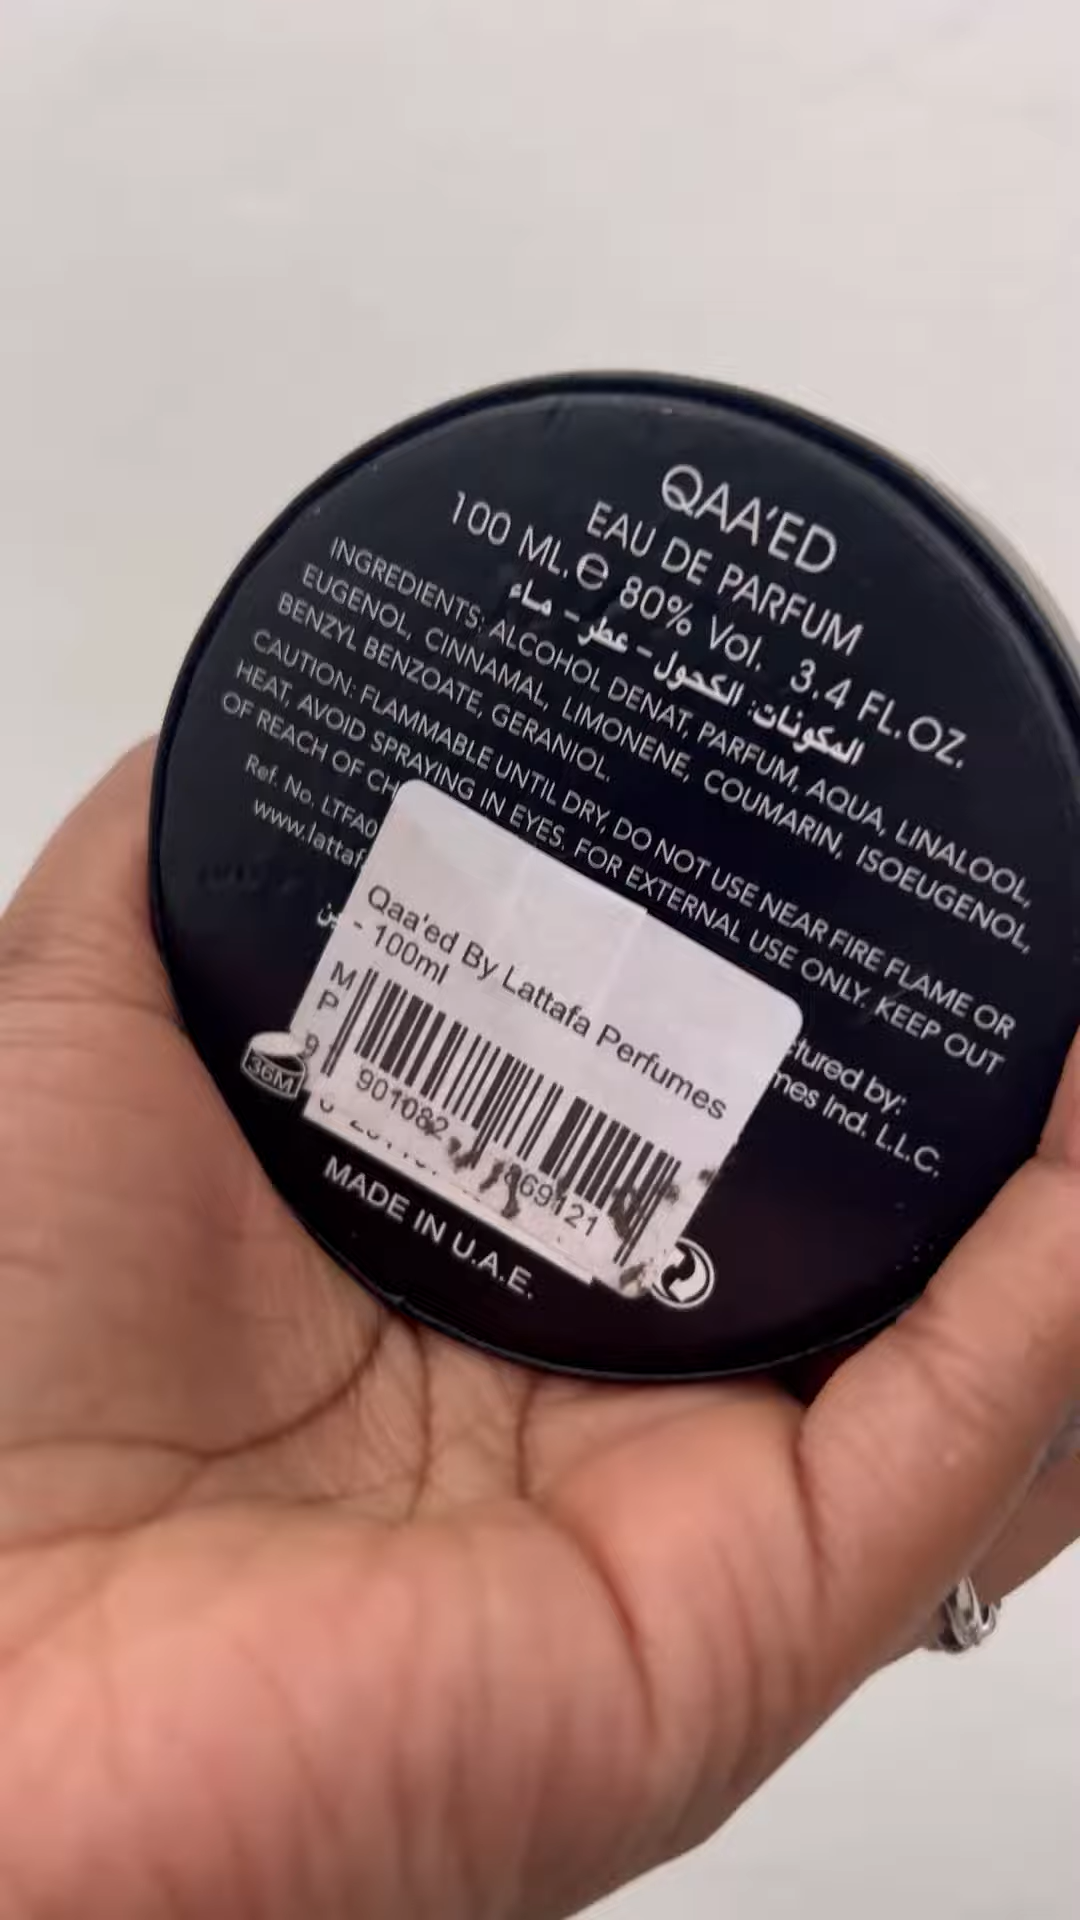 QAA'ED
EAU DE PARFUM
100 ML. e 80% Vol. 3.4 FL.OZ.
المكونات: الكحول - عطر - ماء
INGREDIENTS: ALCOHOL DENAT, PARFUM, AQUA, LINALOOL,
EUGENOL, CINNAMAL, LIMONENE, COUMARIN, ISOEUGENOL,
BENZYL BENZOATE, GERANIOL.
CAUTION: FLAMMABLE UNTIL DRY, DO NOT USE NEAR FIRE FLAME OR
HEAT, AVOID SPRAYING IN EYES. FOR EXTERNAL USE ONLY. KEEP OUT
OF REACH OF CH
Ref. No. LTFA0
www.lattaf
ctured by:
mes Ind. L.L.C.
Qaa'ed By Lattafa Perfumes
- 100ml
M
P
9
901082 869121
36M
MADE IN U.A.E.